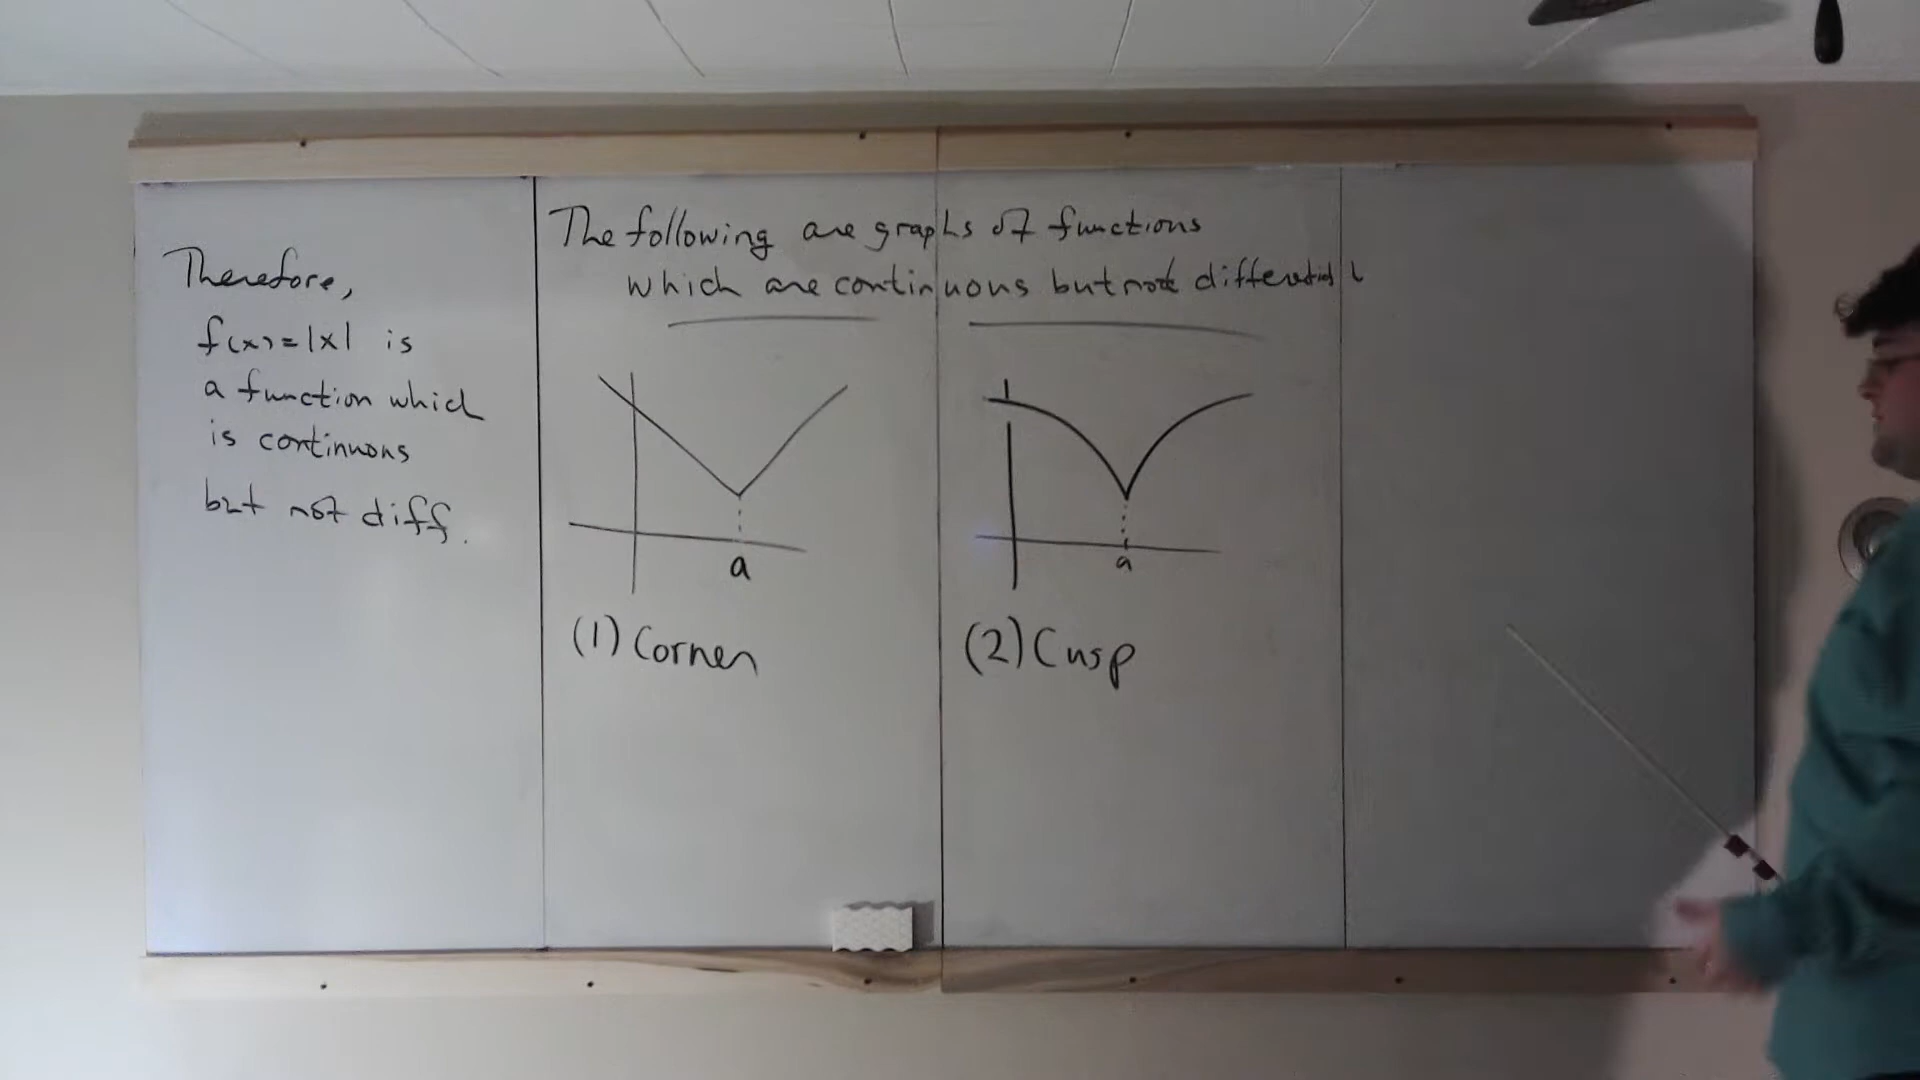 Therefore,
f(x)=|x| is
a function which
is continuous
but not diff.
The following are graphs of functions
which are continuous but not
a
(1) Corner
a
(2) Cusp